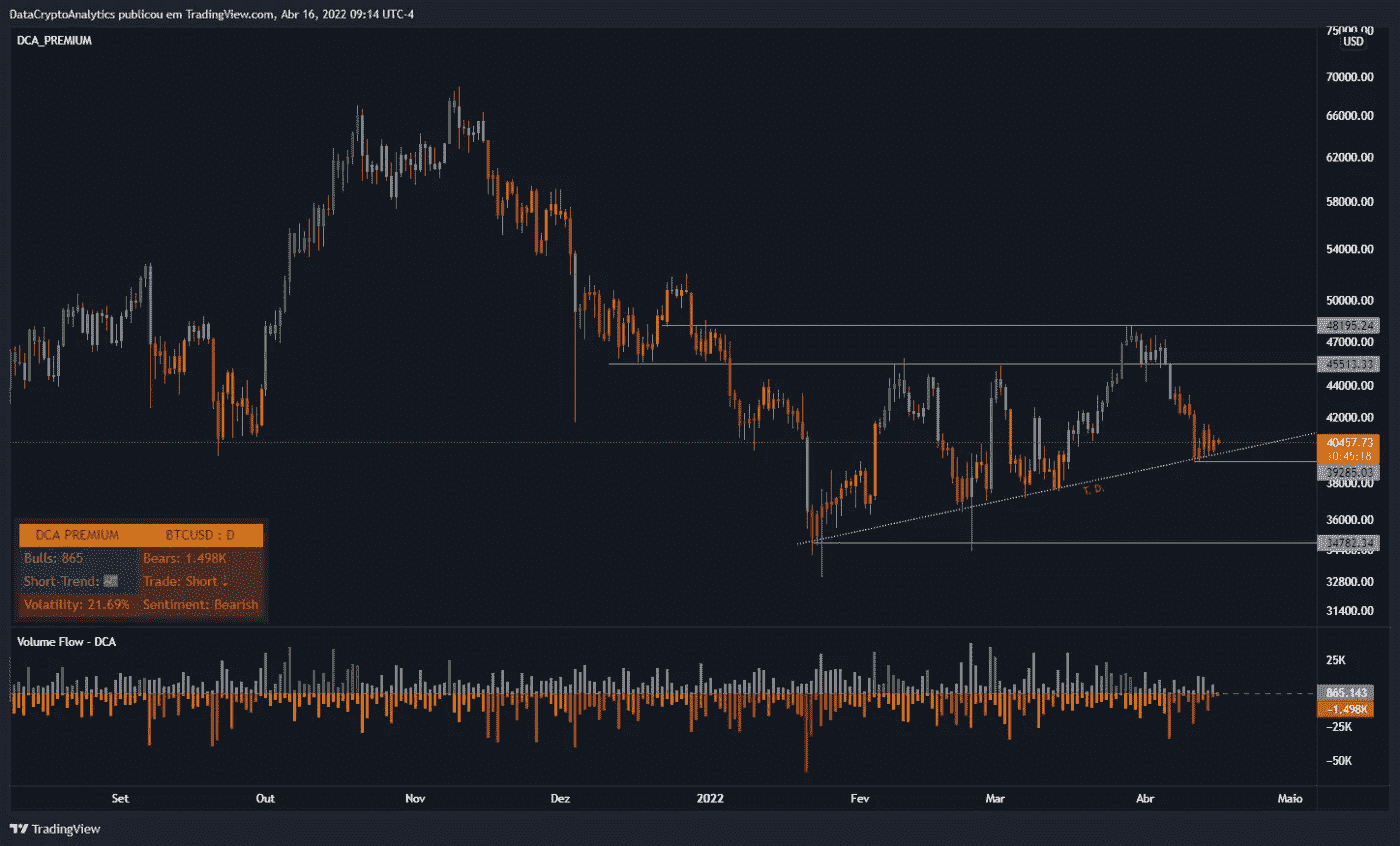 DataCryptoAnalytics publicou em TradingView.com, Abr 16, 2022 09:14 UTC-4
DCA_PREMIUM
75000.00
USD
70000.00
66000.00
62000.00
58000.00
54000.00
50000.00
48195.24
47000.00
44000.00
42000.00
40457.73
10:45:18
39285.03
38000.00
T. D.
36000.00
34782.34
32800.00
31400.00
DCA PREMIUM BTCUSD : D
Bulls: 865 Bears: 1.498K
Short-Trend: Trade: Short
Volatility: 21.69% Sentiment: Bearish
Volume Flow - DCA
25K
865.143
-1.498K
-25K
-50K
Set Out Nov Dez 2022 Fev Mar Abr Maio
TradingView